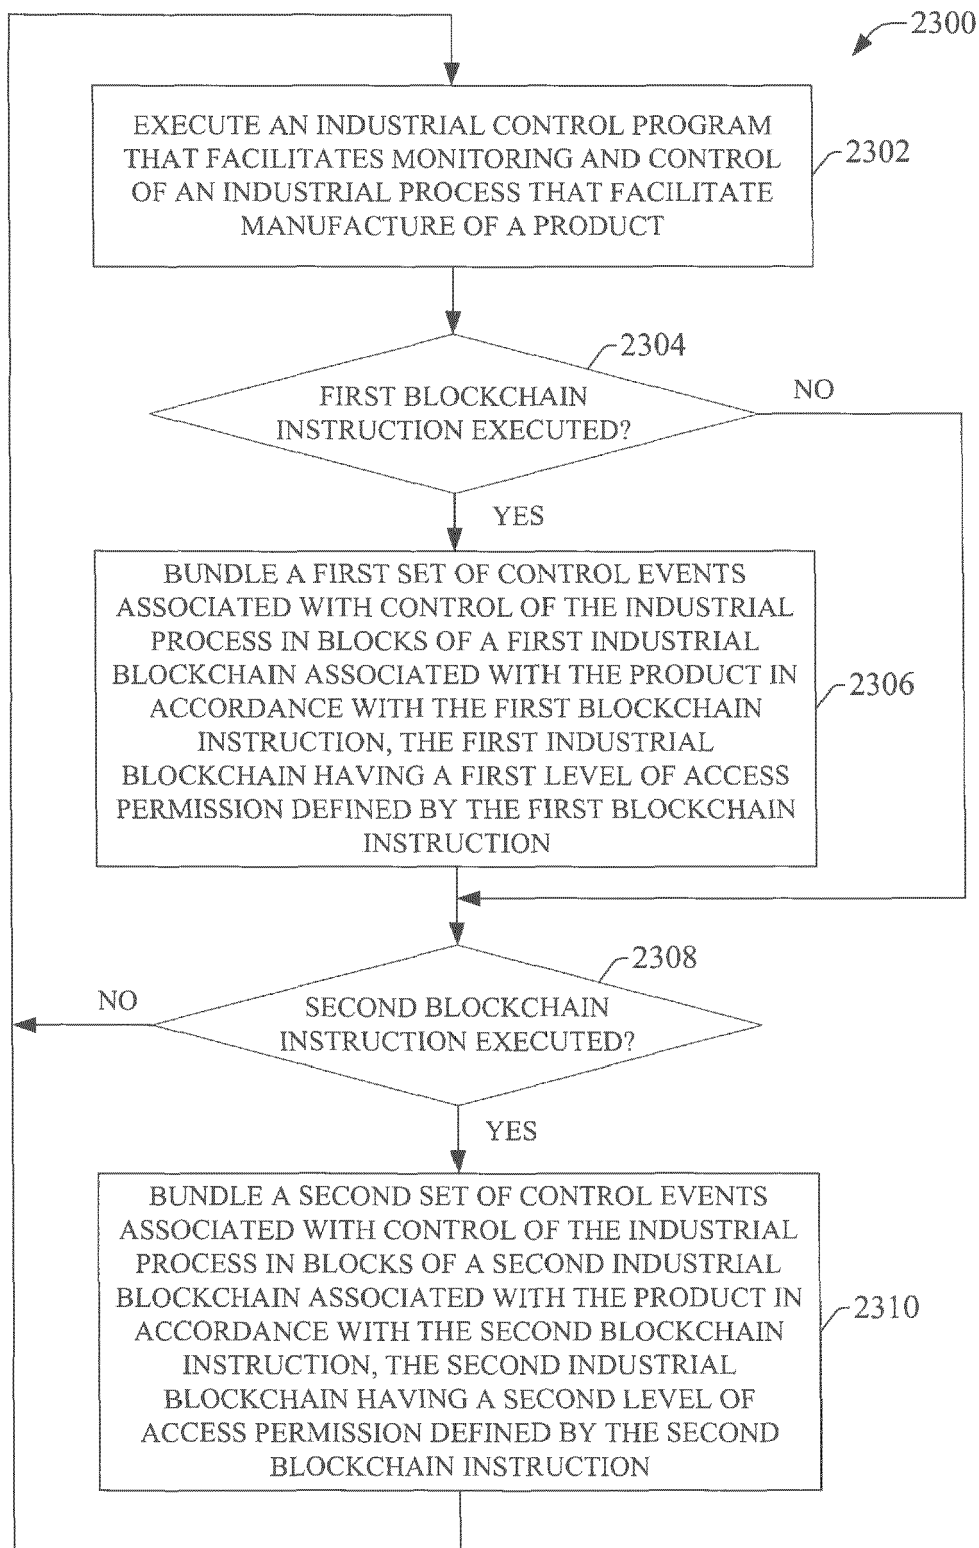 2300
EXECUTE AN INDUSTRIAL CONTROL PROGRAM
THAT FACILITATES MONITORING AND CONTROL
OF AN INDUSTRIAL PROCESS THAT FACILITATE
MANUFACTURE OF A PRODUCT
2302
2304
FIRST BLOCKCHAIN
INSTRUCTION EXECUTED?
NO
YES
BUNDLE A FIRST SET OF CONTROL EVENTS
ASSOCIATED WITH CONTROL OF THE INDUSTRIAL
PROCESS IN BLOCKS OF A FIRST INDUSTRIAL
BLOCKCHAIN ASSOCIATED WITH THE PRODUCT IN
ACCORDANCE WITH THE FIRST BLOCKCHAIN
INSTRUCTION, THE FIRST INDUSTRIAL
BLOCKCHAIN HAVING A FIRST LEVEL OF ACCESS
PERMISSION DEFINED BY THE FIRST BLOCKCHAIN
INSTRUCTION
2306
2308
NO
SECOND BLOCKCHAIN
INSTRUCTION EXECUTED?
YES
BUNDLE A SECOND SET OF CONTROL EVENTS
ASSOCIATED WITH CONTROL OF THE INDUSTRIAL
PROCESS IN BLOCKS OF A SECOND INDUSTRIAL
BLOCKCHAIN ASSOCIATED WITH THE PRODUCT IN
ACCORDANCE WITH THE SECOND BLOCKCHAIN
INSTRUCTION, THE SECOND INDUSTRIAL
BLOCKCHAIN HAVING A SECOND LEVEL OF
ACCESS PERMISSION DEFINED BY THE SECOND
BLOCKCHAIN INSTRUCTION
2310